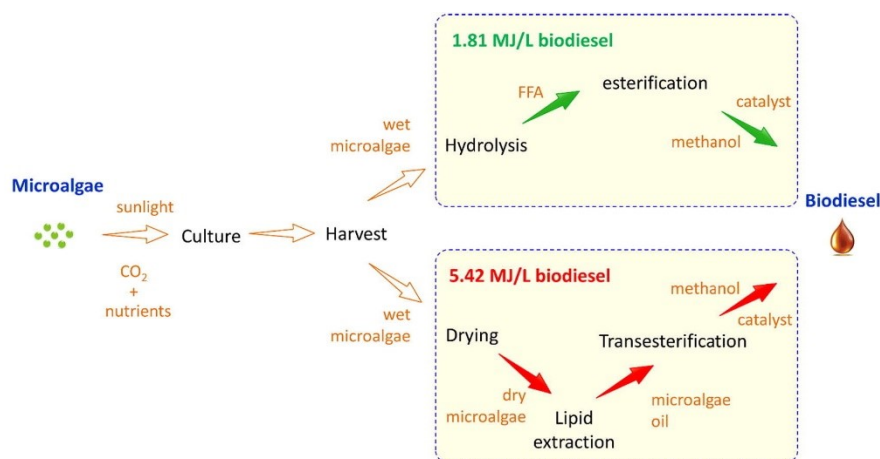 Microalgae
sunlight
CO₂
+
nutrients
Culture
Harvest
wet
microalgae
1.81 MJ/L biodiesel
Hydrolysis
FFA
esterification
catalyst
methanol
wet
microalgae
5.42 MJ/L biodiesel
Drying
dry
microalgae
Lipid
extraction
microalgae
oil
Transesterification
methanol
catalyst
Biodiesel